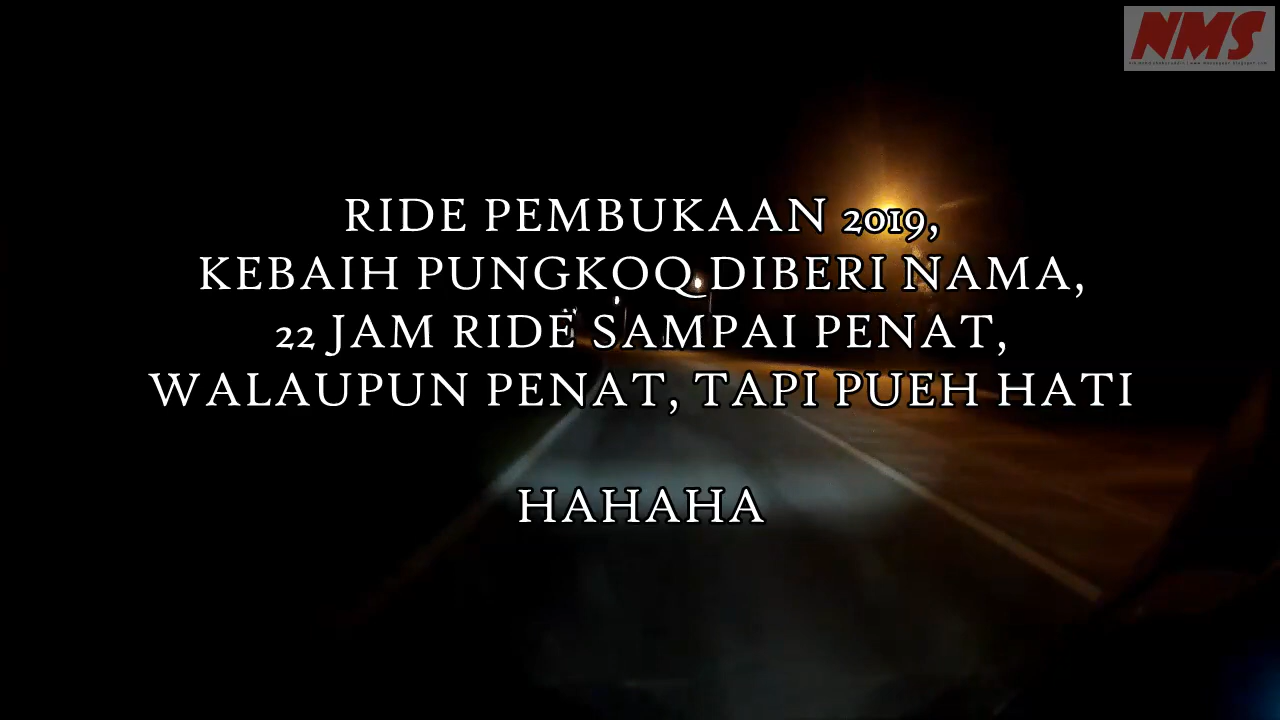 NMS
RIDE PEMBUKAAN 2019,
KEBAIH PUNGKOQ DIBERI NAMA,
22 JAM RIDE SAMPAI PENAT,
WALAUPUN PENAT, TAPI PUEH HATI
HAHAHA